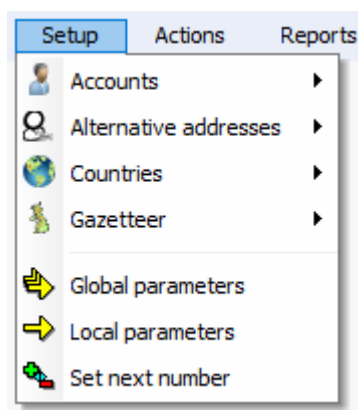 Setup Actions Reports
Accounts
Alternative addresses
Countries
Gazetteer
Global parameters
Local parameters
Set next number